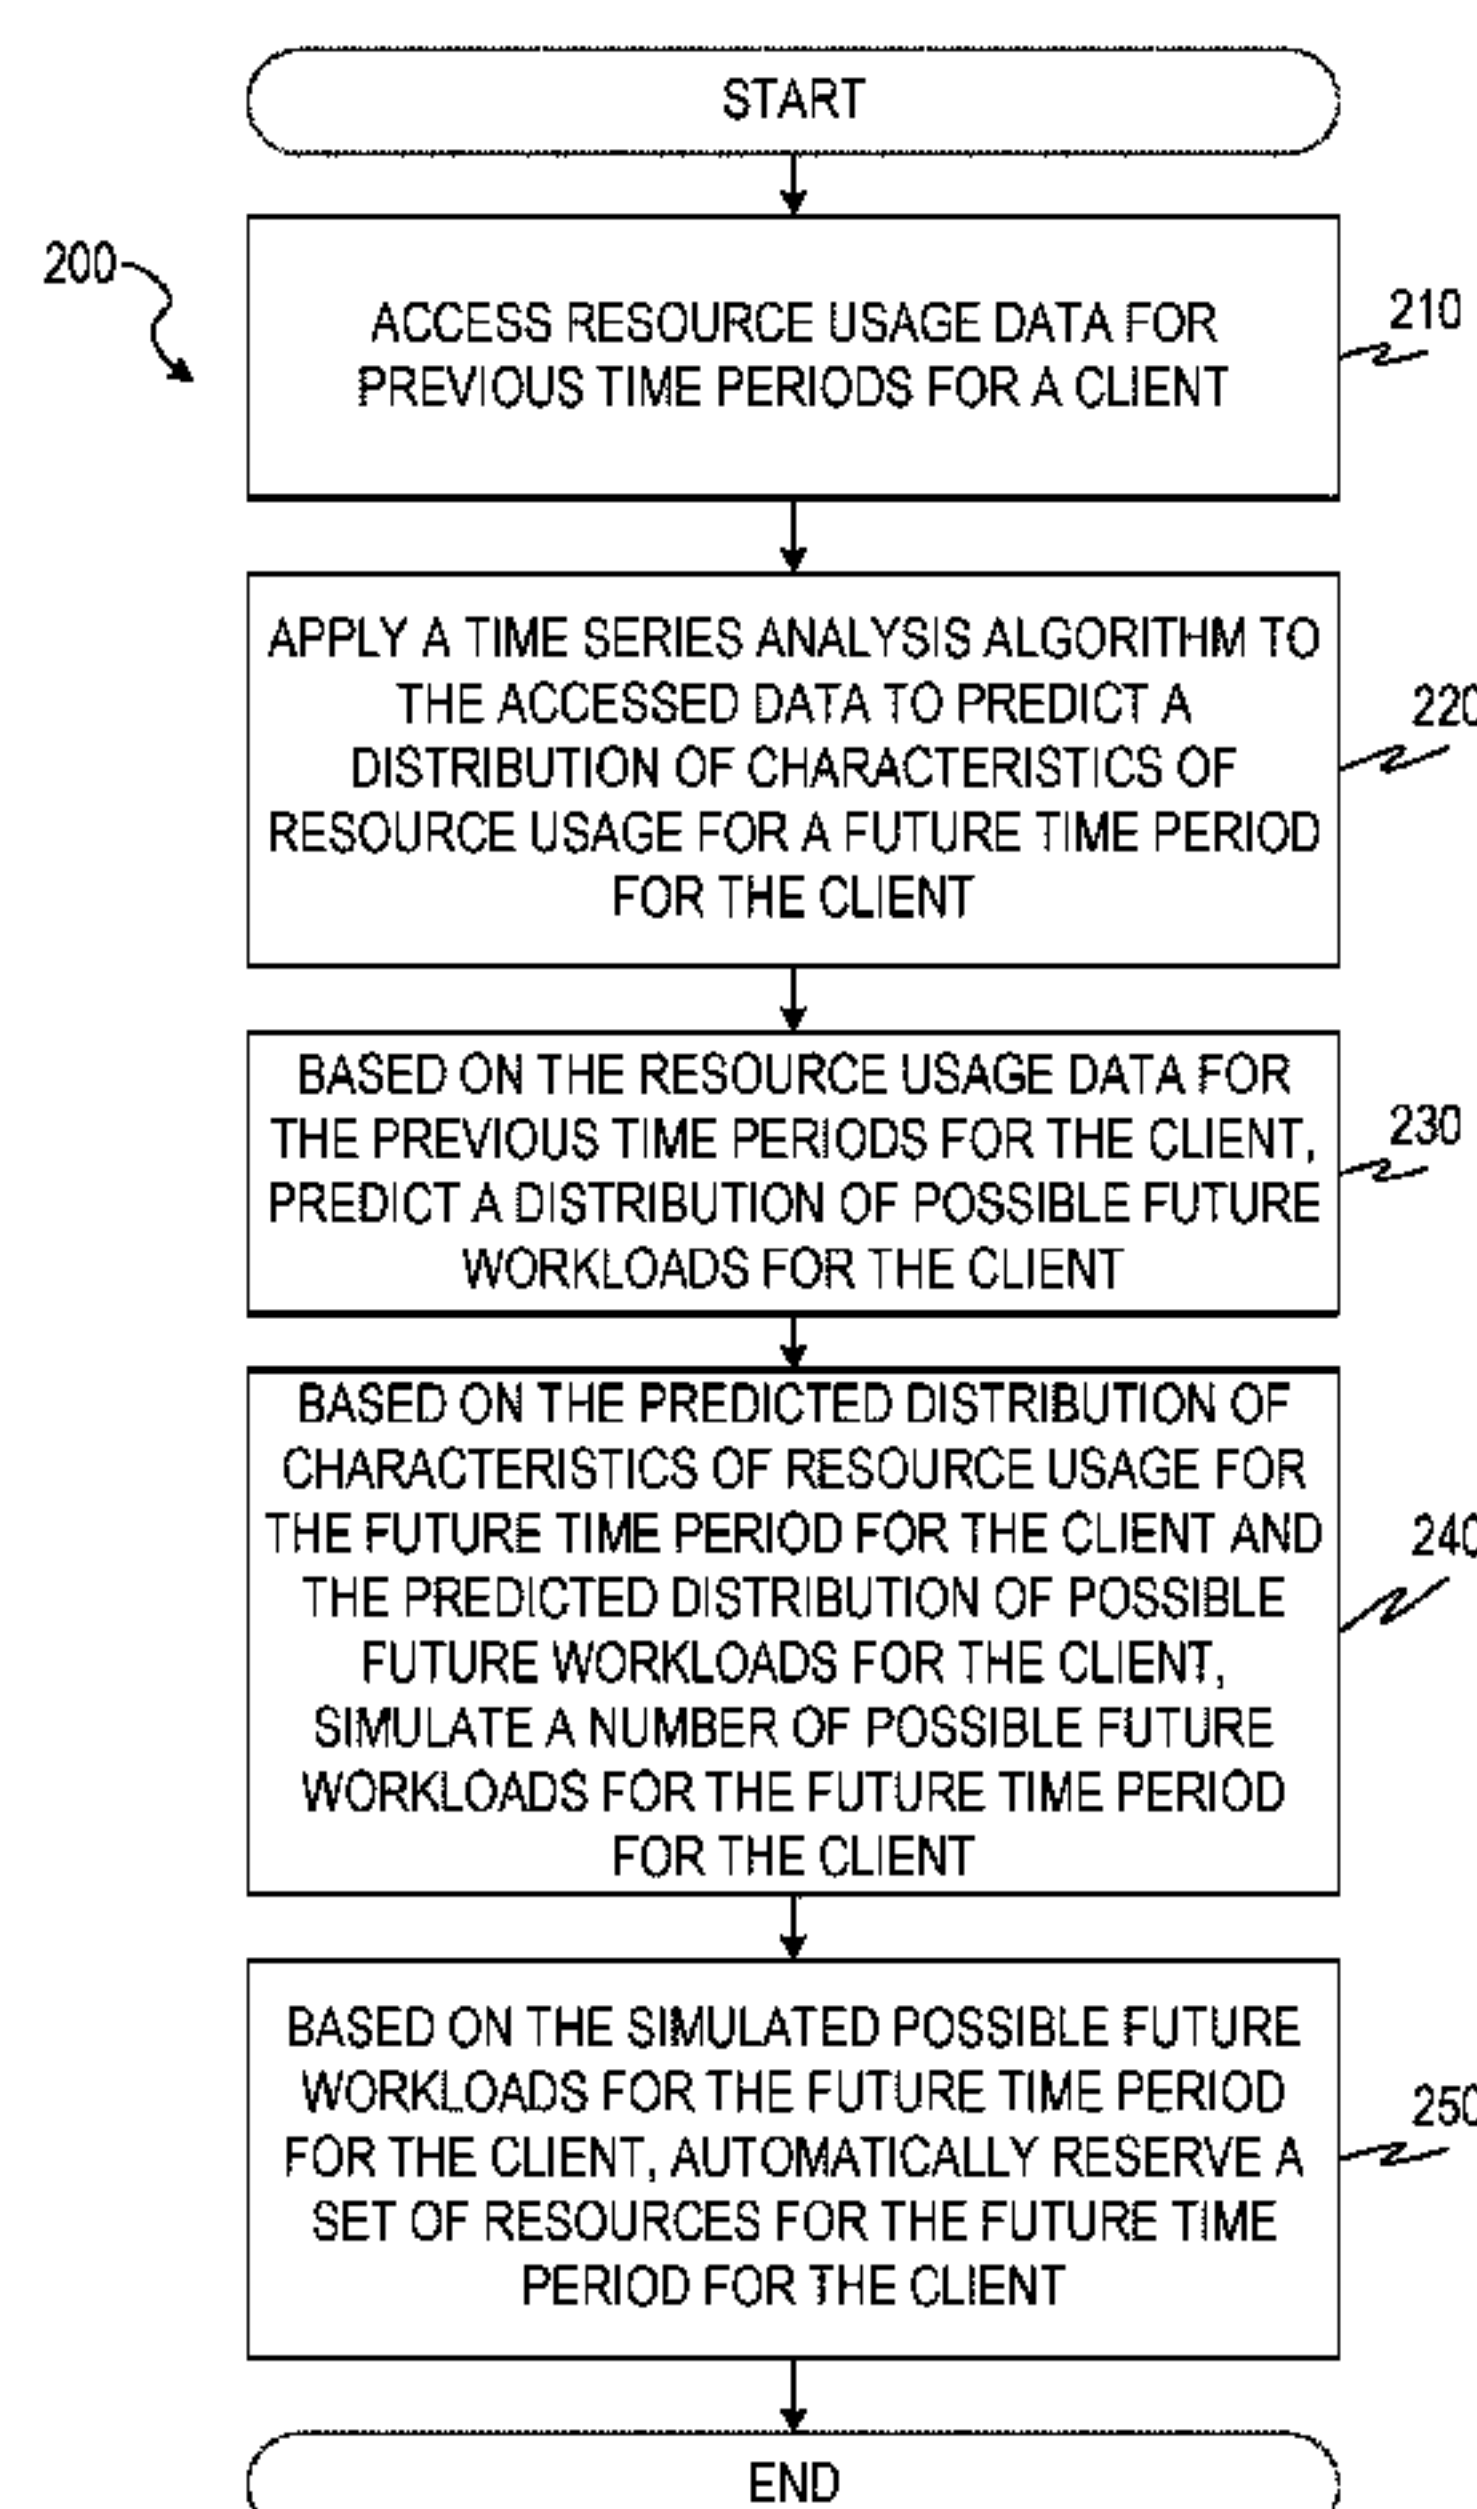 START
200
ACCESS RESOURCE USAGE DATA FOR
PREVIOUS TIME PERIODS FOR A CLIENT
210
APPLY A TIME SERIES ANALYSIS ALGORITHM TO
THE ACCESSED DATA TO PREDICT A
DISTRIBUTION OF CHARACTERISTICS OF
RESOURCE USAGE FOR A FUTURE TIME PERIOD
FOR THE CLIENT
220
BASED ON THE RESOURCE USAGE DATA FOR
THE PREVIOUS TIME PERIODS FOR THE CLIENT,
PREDICT A DISTRIBUTION OF POSSIBLE FUTURE
WORKLOADS FOR THE CLIENT
230
BASED ON THE PREDICTED DISTRIBUTION OF
CHARACTERISTICS OF RESOURCE USAGE FOR
THE FUTURE TIME PERIOD FOR THE CLIENT AND
THE PREDICTED DISTRIBUTION OF POSSIBLE
FUTURE WORKLOADS FOR THE CLIENT,
SIMULATE A NUMBER OF POSSIBLE FUTURE
WORKLOADS FOR THE FUTURE TIME PERIOD
FOR THE CLIENT
240
BASED ON THE SIMULATED POSSIBLE FUTURE
WORKLOADS FOR THE FUTURE TIME PERIOD
FOR THE CLIENT, AUTOMATICALLY RESERVE A
SET OF RESOURCES FOR THE FUTURE TIME
PERIOD FOR THE CLIENT
250
END